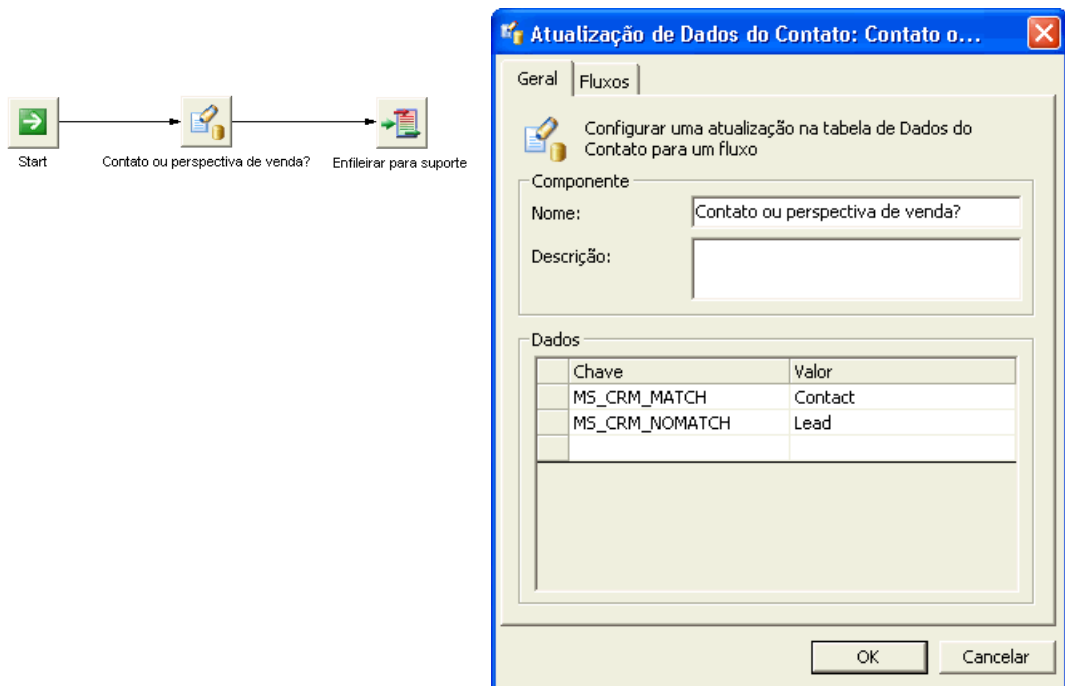 Start
Contato ou perspectiva de venda?
Enfileirar para suporte
Atualização de Dados do Contato: Contato o...
Geral
Fluxos
Configurar uma atualização na tabela de Dados do
Contato para um fluxo
Componente
Nome:
Contato ou perspectiva de venda?
Descrição:
Dados
Chave
Valor
MS_CRM_MATCH
Contact
MS_CRM_NOMATCH
Lead
OK
Cancelar